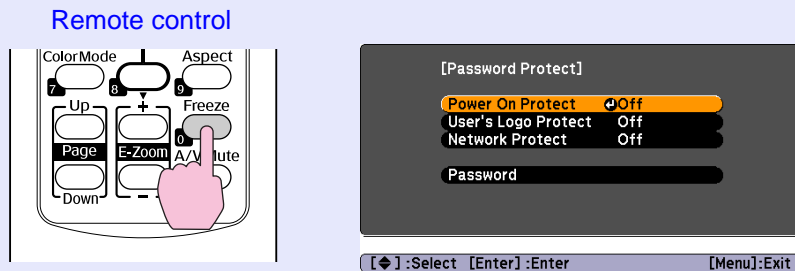 Remote control
ColorMode
Aspect
7
8
9
Up
+
Freeze
0
Page
E-Zoom
A/V Mute
Down
−
[Password Protect]
Power On Protect Off
User's Logo Protect Off
Network Protect Off
Password
[◆] :Select [Enter] :Enter [Menu]:Exit